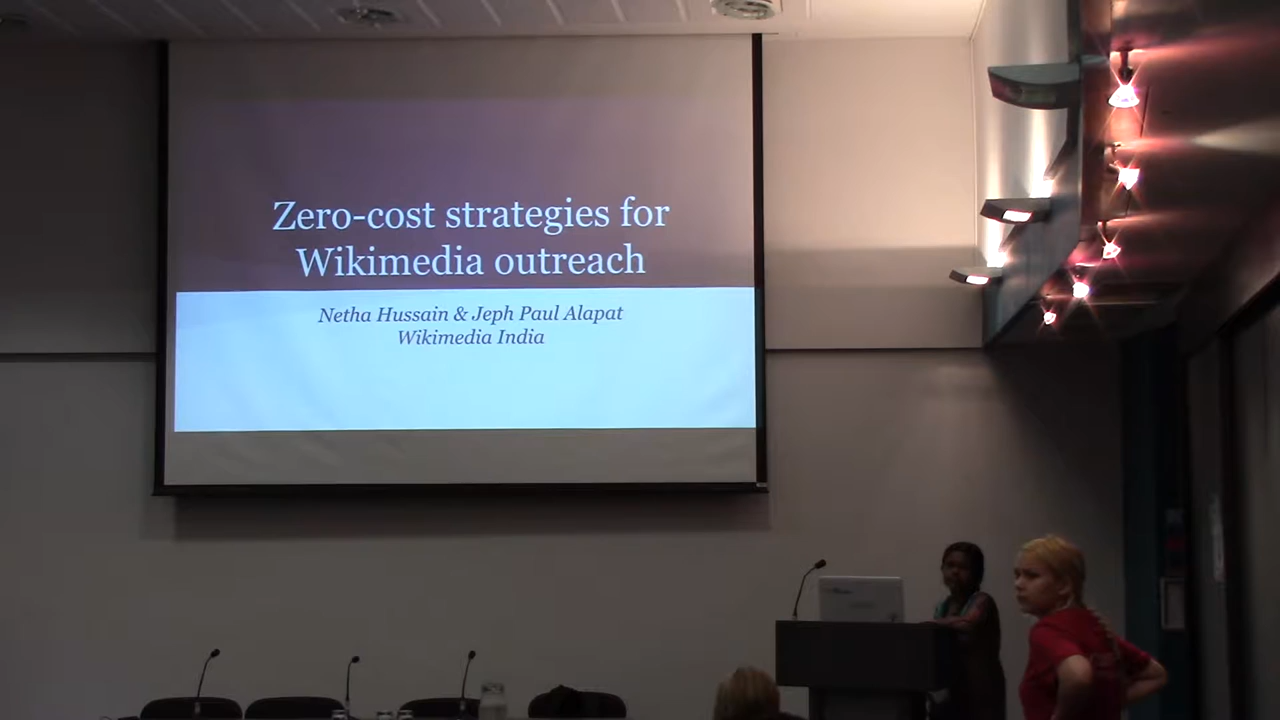 Zero-cost strategies for
Wikimedia outreach
Netha Hussain & Jeph Paul Alapat
Wikimedia India